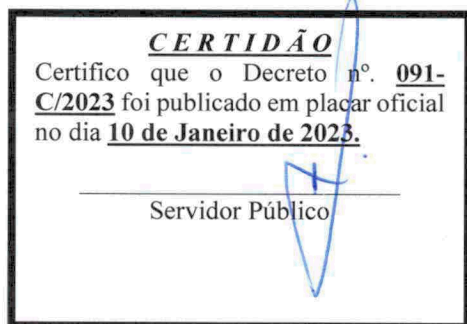 CERTIDÃO
Certifico que o Decreto nº. 091-
C/2023 foi publicado em placar oficial
no dia 10 de Janeiro de 2023.
Servidor Público